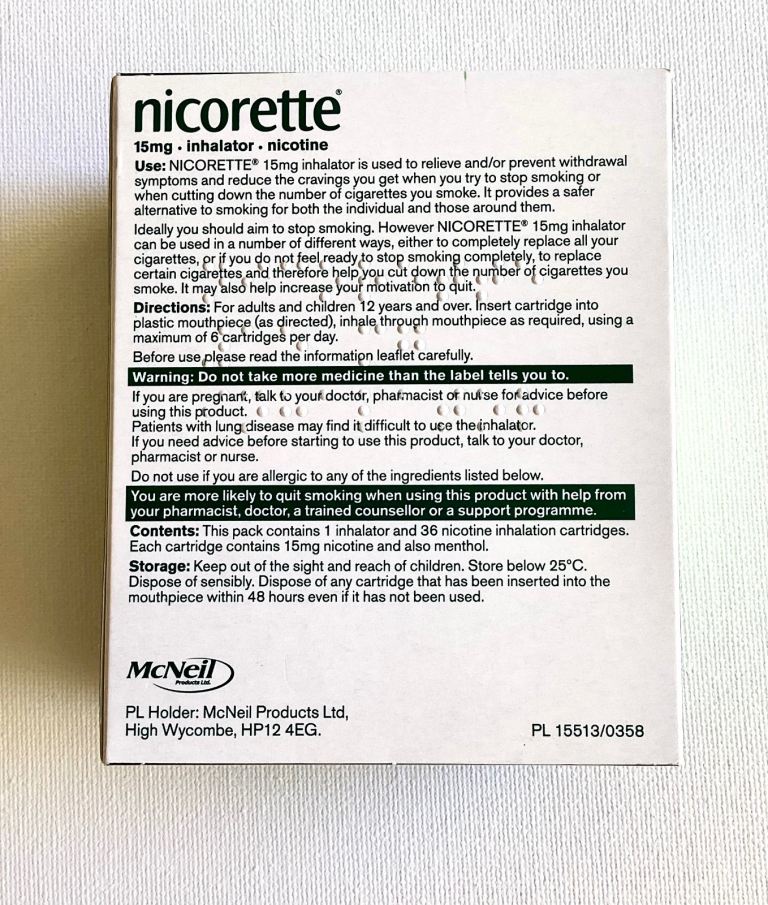 nicorette®
15mg · inhalator · nicotine
Use: NICORETTE® 15mg inhalator is used to relieve and/or prevent withdrawal
symptoms and reduce the cravings you get when you try to stop smoking or
when cutting down the number of cigarettes you smoke. It provides a safer
alternative to smoking for both the individual and those around them.
Ideally you should aim to stop smoking. However NICORETTE® 15mg inhalator
can be used in a number of different ways, either to completely replace all your
cigarettes, or if you do not feel ready to stop smoking completely, to replace
certain cigarettes and therefore help you cut down the number of cigarettes you
smoke. It may also help increase your motivation to quit.
Directions: For adults and children 12 years and over. Insert cartridge into
plastic mouthpiece (as directed), inhale through mouthpiece as required, using a
maximum of 6 cartridges per day.
Before use please read the information leaflet carefully.
Warning: Do not take more medicine than the label tells you to.
If you are pregnant, talk to your doctor, pharmacist or nurse for advice before
using this product.
Patients with lung disease may find it difficult to use the inhalator.
If you need advice before starting to use this product, talk to your doctor,
pharmacist or nurse.
Do not use if you are allergic to any of the ingredients listed below.
You are more likely to quit smoking when using this product with help from
your pharmacist, doctor, a trained counsellor or a support programme.
Contents: This pack contains 1 inhalator and 36 nicotine inhalation cartridges.
Each cartridge contains 15mg nicotine and also menthol.
Storage: Keep out of the sight and reach of children. Store below 25°C.
Dispose of sensibly. Dispose of any cartridge that has been inserted into the
mouthpiece within 48 hours even if it has not been used.
McNeil
Products Ltd.
PL Holder: McNeil Products Ltd,
High Wycombe, HP12 4EG.
PL 15513/0358